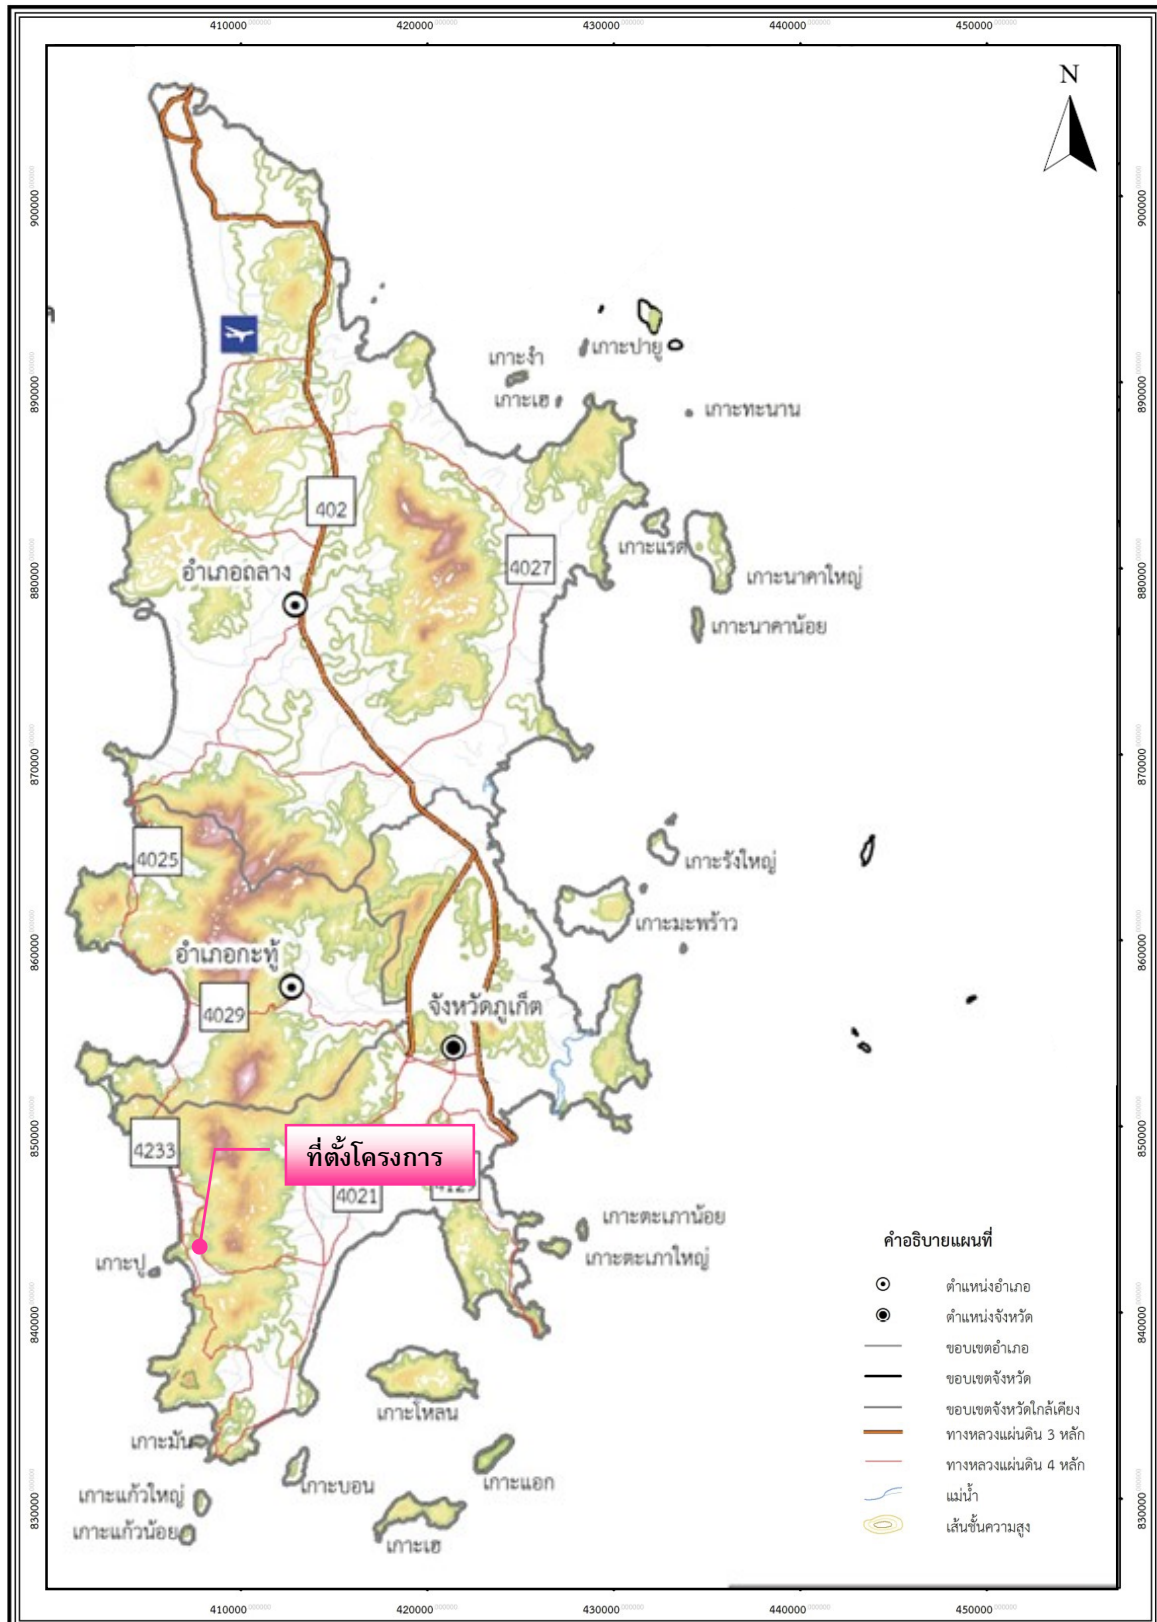 410000
420000
430000
440000
450000
N
900000
900000
เกาะปายู
เกาะงำ
890000
890000
เกาะเฮ
เกาะทะนาน
402
เกาะแรด
4027
อำเภอถลาง
880000
880000
เกาะนาคาใหญ่
เกาะนาคาน้อย
870000
870000
4025
เกาะรังใหญ่
เกาะมะพร้าว
860000
860000
อำเภอกะทู้
4029
จังหวัดภูเก็ต
850000
850000
4233
ที่ตั้งโครงการ
4129
4021
เกาะตะเภาน้อย
เกาะตะเภาใหญ่
เกาะปู
คำอธิบายแผนที่
ตำแหน่งอำเภอ
ตำแหน่งจังหวัด
ขอบเขตอำเภอ
ขอบเขตจังหวัด
ขอบเขตจังหวัดใกล้เคียง
ทางหลวงแผ่นดิน 3 หลัก
ทางหลวงแผ่นดิน 4 หลัก
แม่น้ำ
เส้นชั้นความสูง
840000
840000
เกาะโหลน
เกาะมัน
เกาะบอน
เกาะแอก
เกาะแก้วใหญ่
830000
830000
เกาะแก้วน้อย
เกาะเฮ
410000
420000
430000
440000
450000